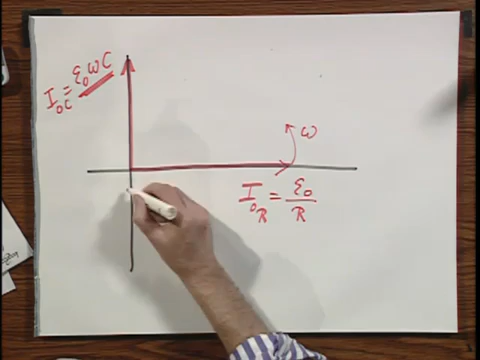 I₀C = ε₀ωC
ω
I₀R = ε₀/R